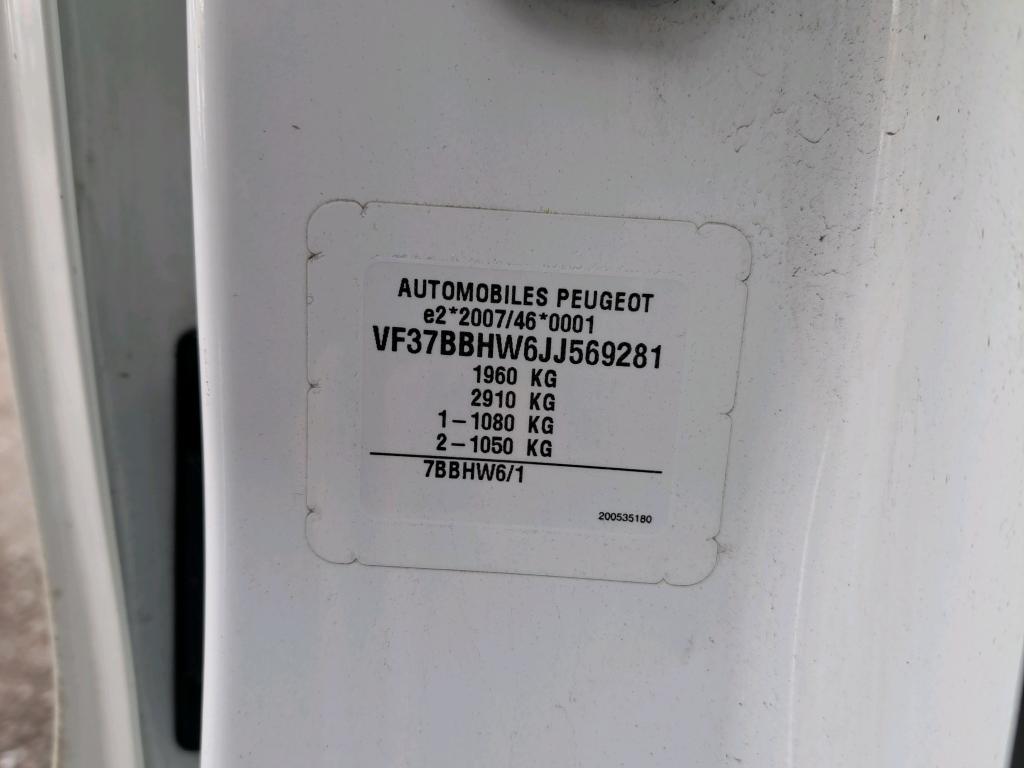 AUTOMOBILES PEUGEOT
e2*2007/46*0001
VF37BBHW6JJ569281
1960 KG
2910 KG
1-1080 KG
2-1050 KG
7BBHW6/1
200535180